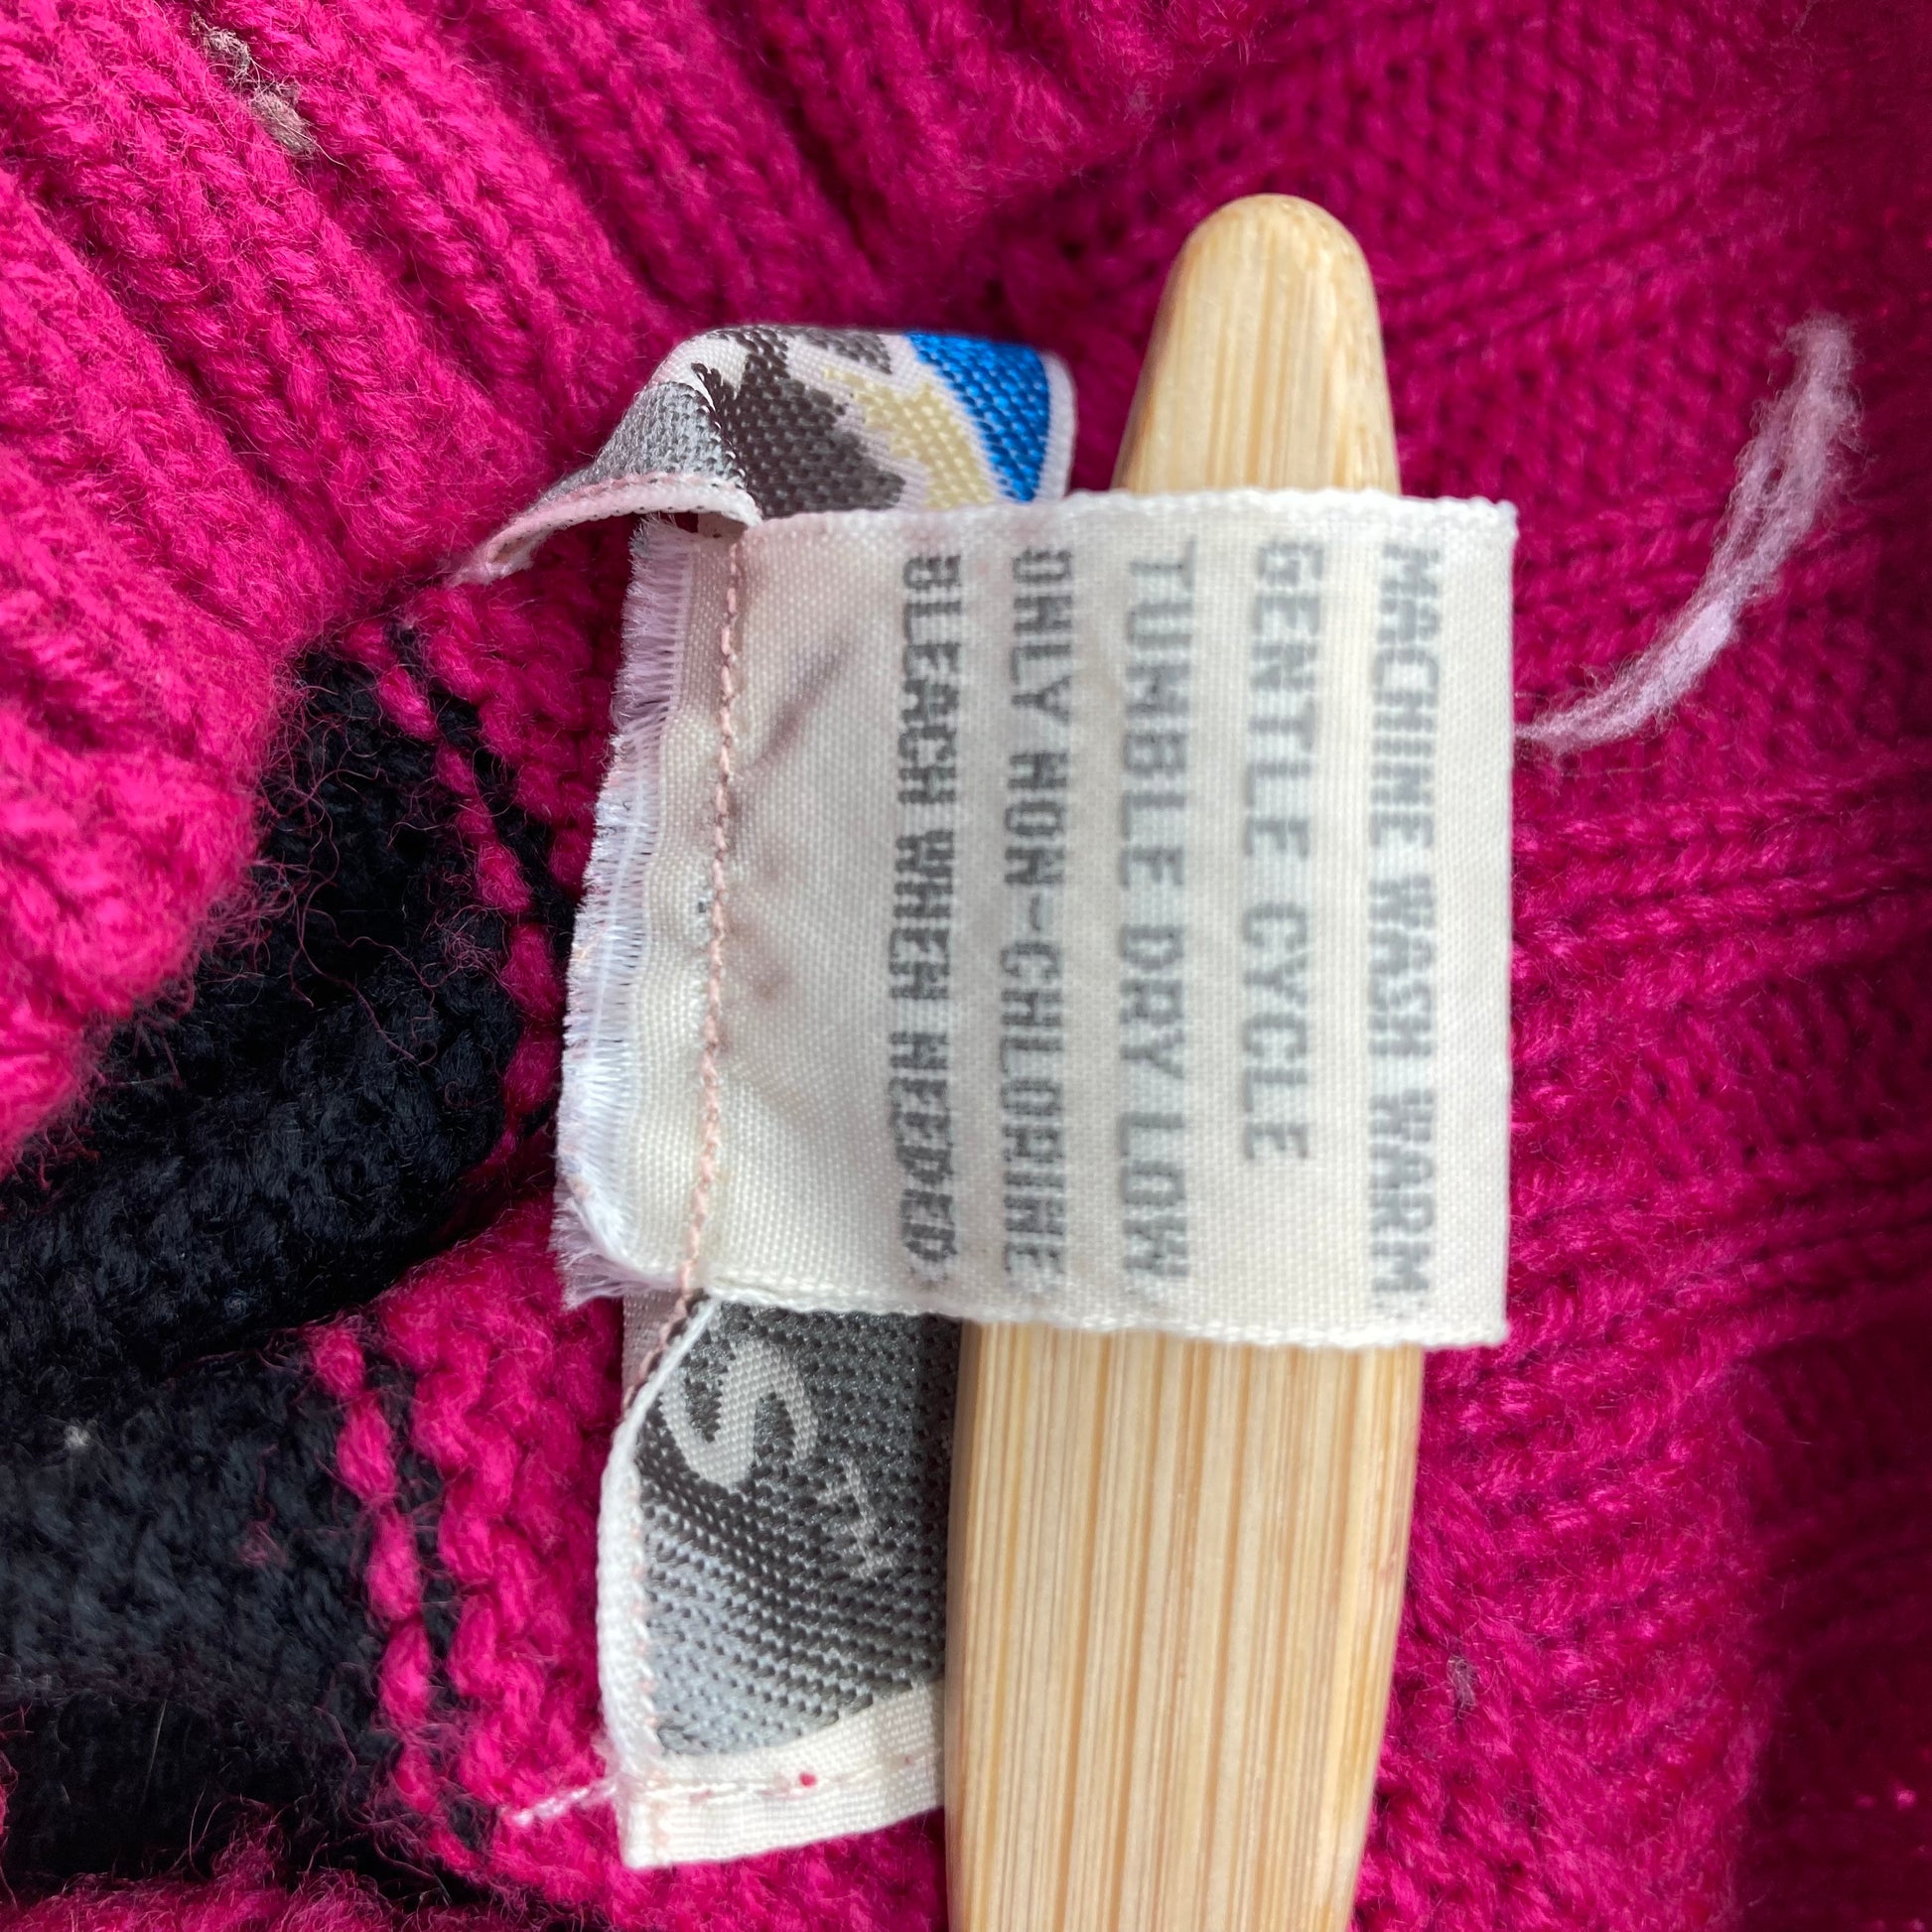 MACHINE WASH WARM
GENTLE CYCLE
TUMBLE DRY LOW
ONLY NON-CHLORINE
BLEACH WHEN NEEDED
S